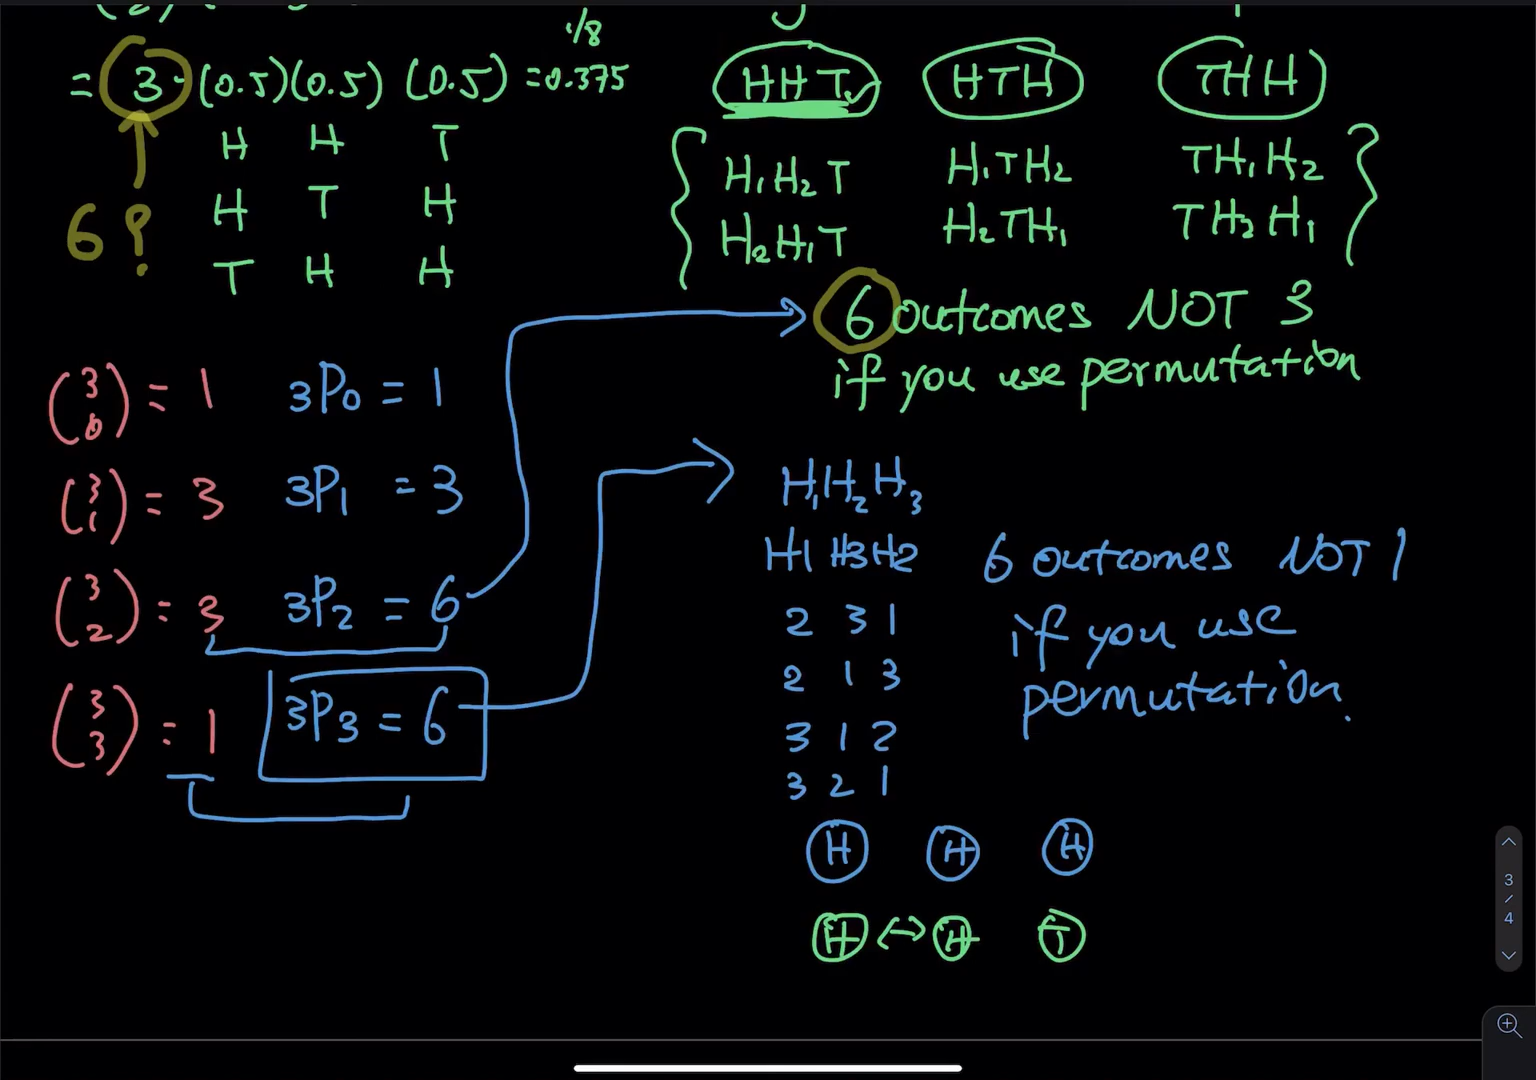 1/8
= 3 · (0.5)(0.5) (0.5) = 0.375
H H T
H T H
T H H
6 ?
HHT HTH THH
H₁H₂T H₁TH₂ TH₁H₂
H₂H₁T H₂TH₁ TH₂H₁
6 outcomes NOT 3
if you use permutation
(3 0) = 1 3P0 = 1
(3 1) = 3 3P1 = 3
(3 2) = 3 3P2 = 6
(3 3) = 1 3P3 = 6
H₁H₂H₃
H1 H3H2
2 3 1
2 1 3
3 1 2
3 2 1
6 outcomes NOT 1
if you use
permutation.
H H H
H ↔ H T
3
/
4